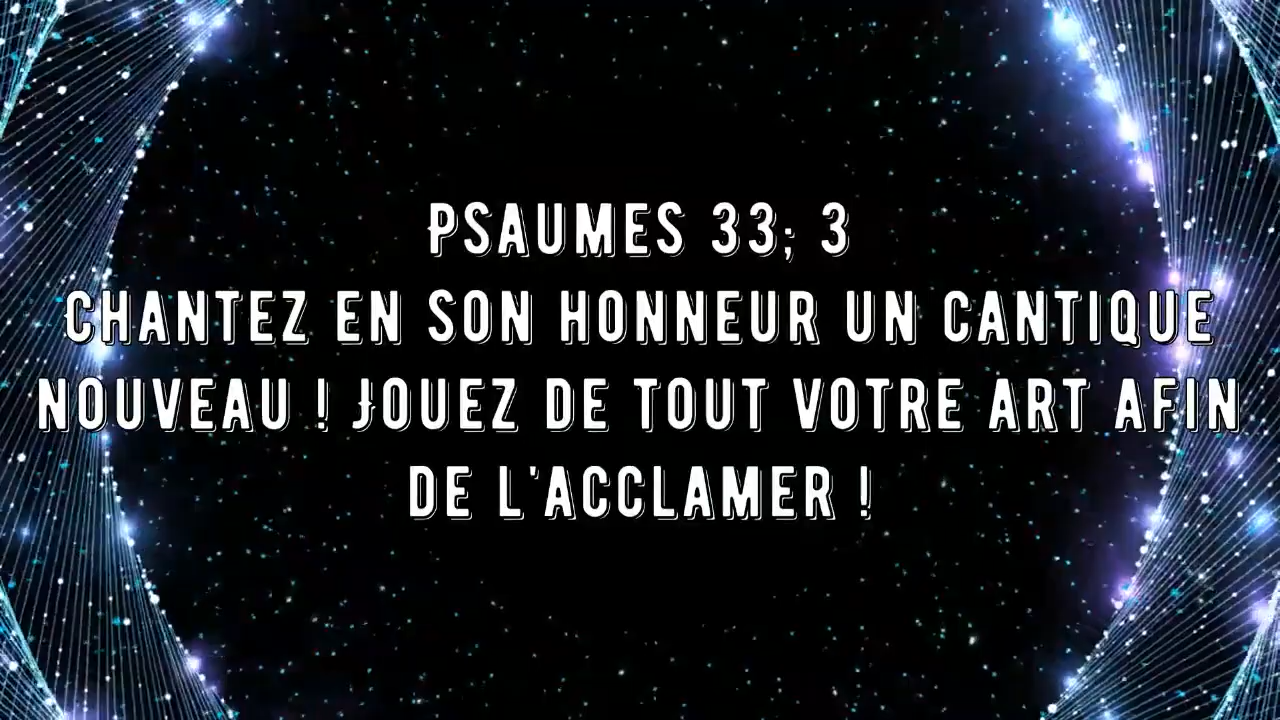 Psaumes 33; 3
Chantez en son honneur un cantique
nouveau ! Jouez de tout votre art afin
de l'acclamer !